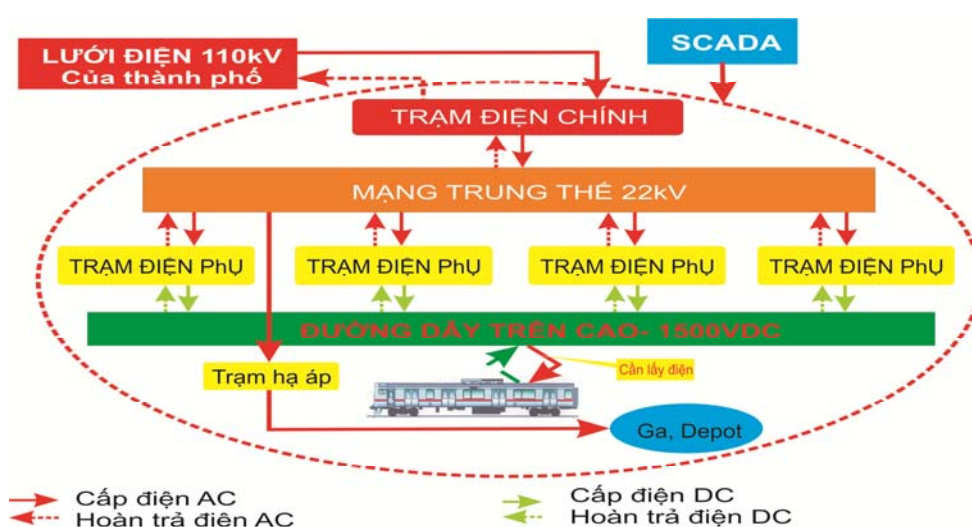 LƯỚI ĐIỆN 110kV
Của thành phố
SCADA
TRẠM ĐIỆN CHÍNH
MẠNG TRUNG THẾ 22kV
TRẠM ĐIỆN PHỤ
TRẠM ĐIỆN PHỤ
TRẠM ĐIỆN PHỤ
TRẠM ĐIỆN PHỤ
ĐƯỜNG DÂY TRÊN CAO- 1500VDC
Trạm hạ áp
Cần lấy điện
Ga, Depot
Cấp điện AC
Hoàn trả điên AC
Cấp điện DC
Hoàn trả điện DC